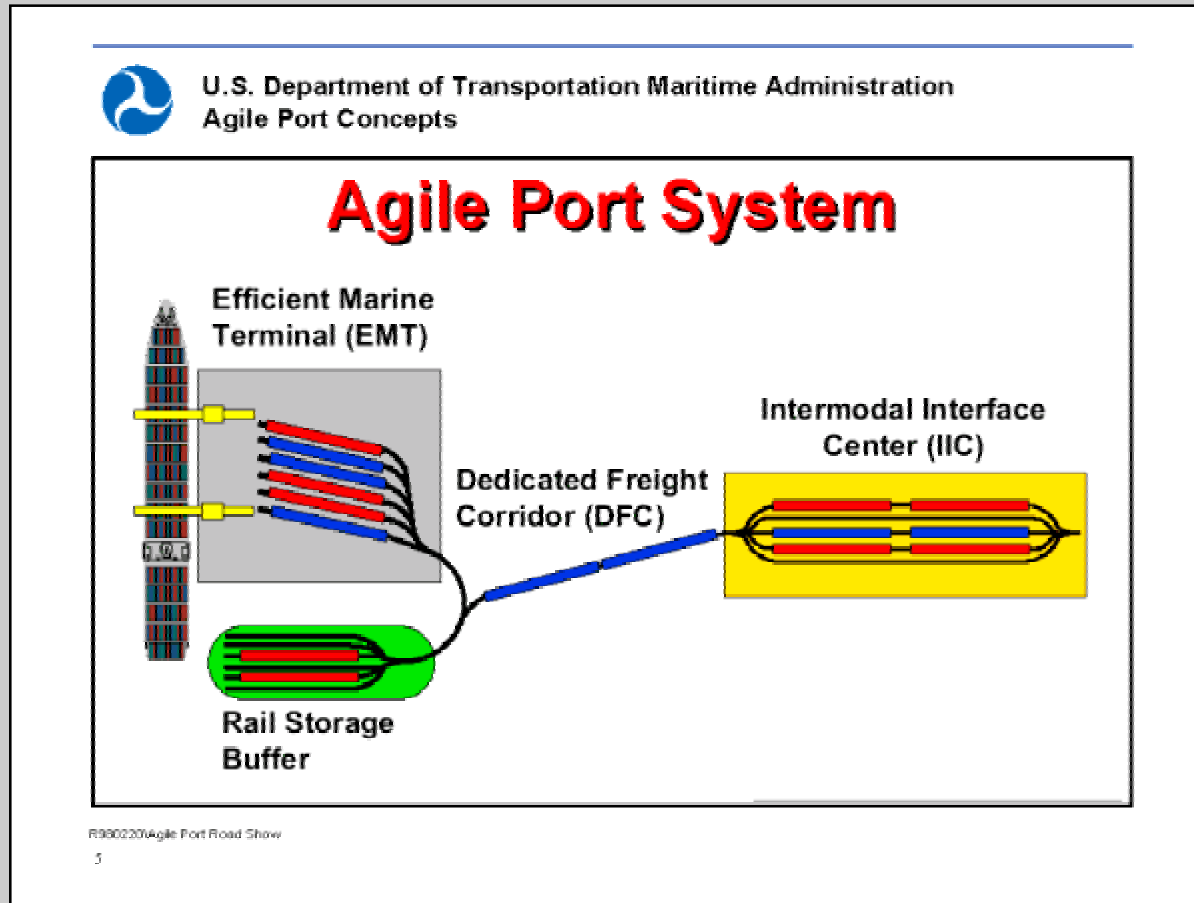 U.S. Department of Transportation Maritime Administration
Agile Port Concepts
Agile Port System
Efficient Marine
Terminal (EMT)
Intermodal Interface
Center (IIC)
Dedicated Freight
Corridor (DFC)
Rail Storage
Buffer
R980220\Agile Port Road Show
5